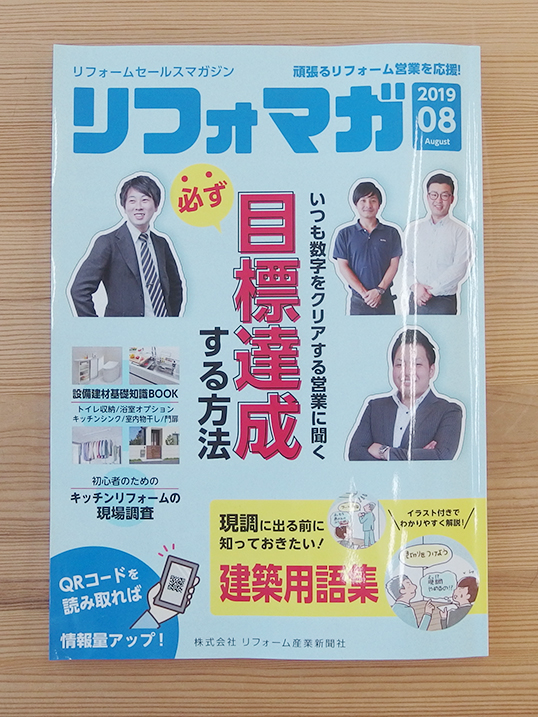 リフォームセールスマガジン
頑張るリフォーム営業を応援!
リフォマガ
2019
08
August
必ず
いつも数字をクリアする営業に聞く
目標達成
する方法
設備建材基礎知識BOOK
トイレ収納/浴室オプション
キッチンシンク/室内物干し/門扉
初心者のための
キッチンリフォームの
現場調査
現調に出る前に
知っておきたい!
建築用語集
イラスト付きで
わかりやすく解説!
QRコードを
読み取れば
情報量アップ!
株式会社 リフォーム産業新聞社